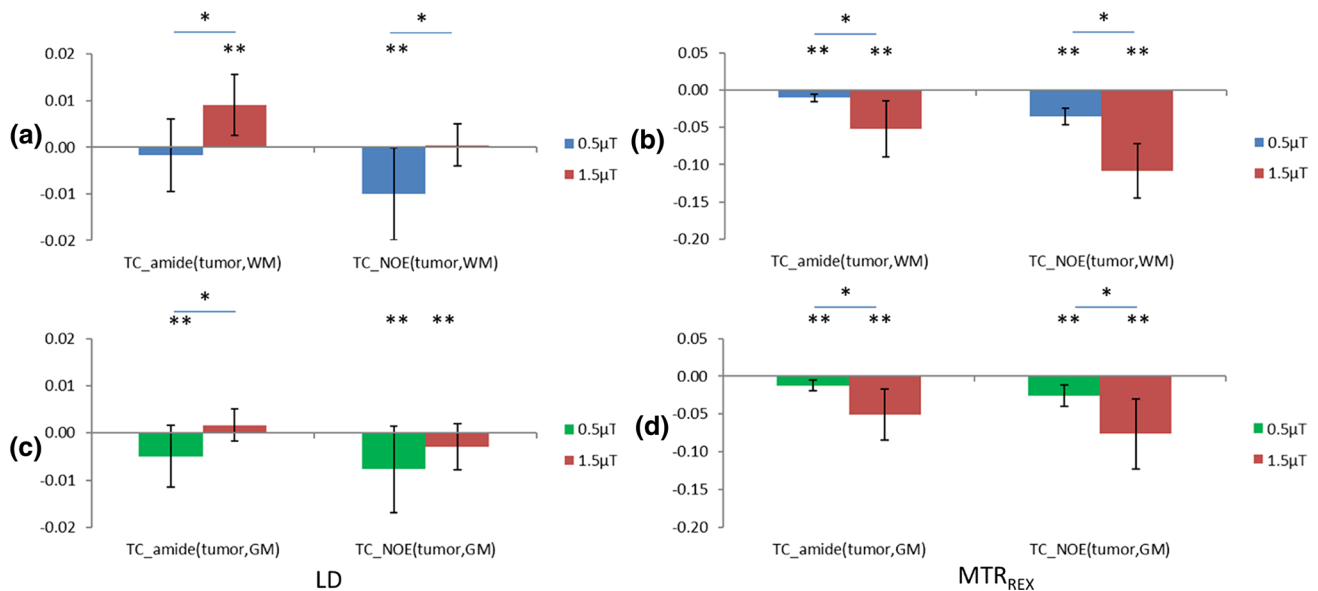 * *
** **
(a)
0.02
0.01
0.00
-0.01
-0.02
0.5µT
1.5µT
TC_amide(tumor,WM) TC_NOE(tumor,WM)
* *
** ** ** **
(b)
0.05
0.00
-0.05
-0.10
-0.15
-0.20
0.5µT
1.5µT
TC_amide(tumor,WM) TC_NOE(tumor,WM)
*
** ** **
(c)
0.02
0.01
0.00
-0.01
-0.02
0.5µT
1.5µT
TC_amide(tumor,GM) TC_NOE(tumor,GM)
LD
* *
** ** ** **
(d)
0.05
0.00
-0.05
-0.10
-0.15
-0.20
0.5µT
1.5µT
TC_amide(tumor,GM) TC_NOE(tumor,GM)
MTRREX